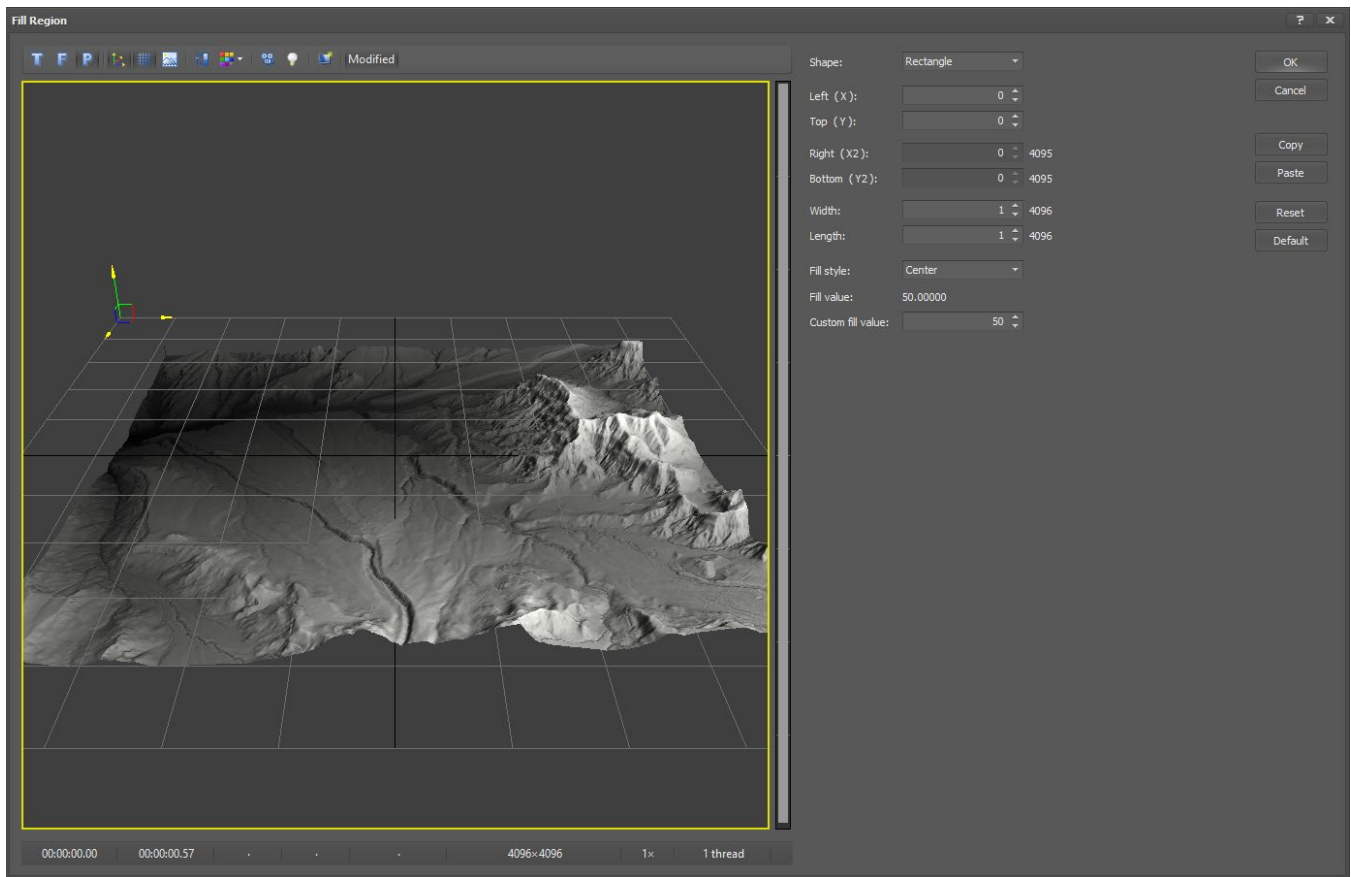 Fill Region
? x
T F P Modified
Shape: Rectangle
OK
Left (X): 0
Cancel
Top (Y): 0
Right (X2): 0 4095
Copy
Bottom (Y2): 0 4095
Paste
Width: 1 4096
Reset
Length: 1 4096
Default
Fill style: Center
Fill value: 50.00000
Custom fill value: 50
00:00:00.00 00:00:00.57 . . . 4096×4096 1× 1 thread